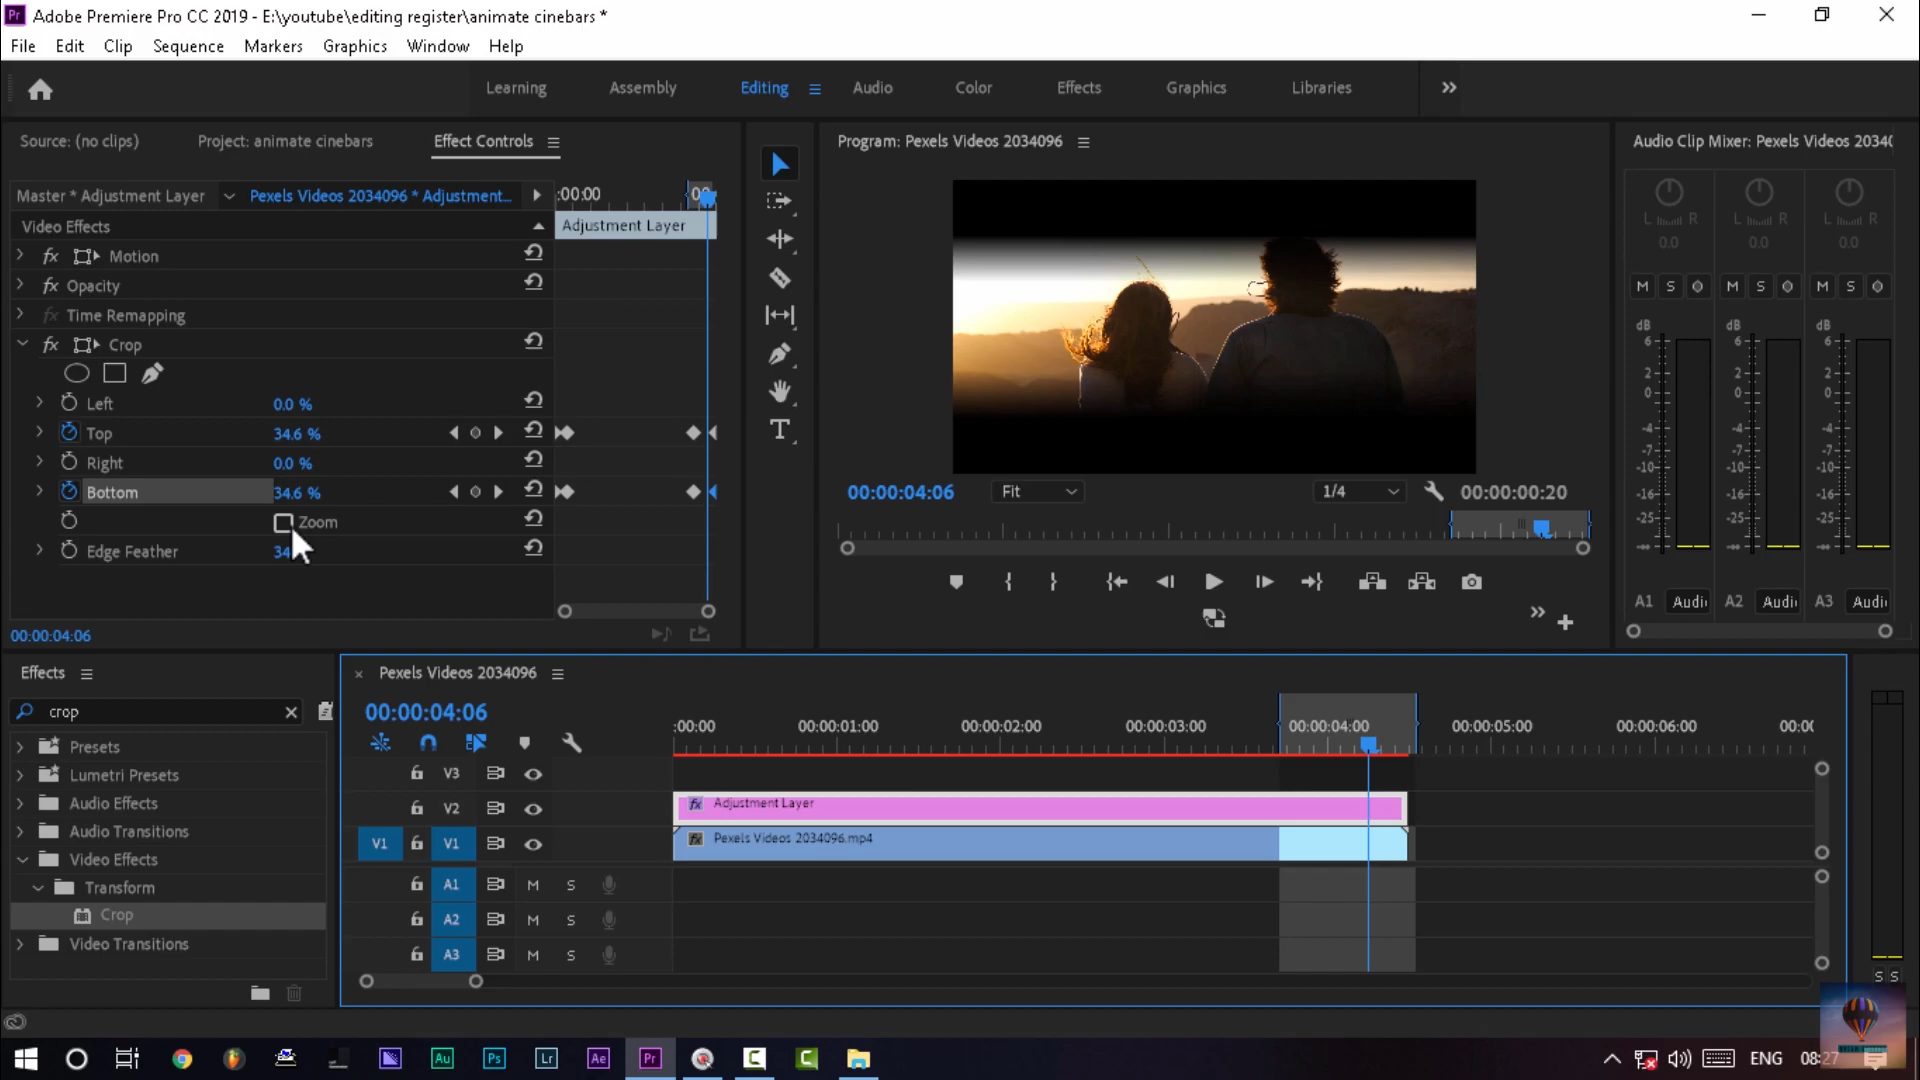 Adobe Premiere Pro CC 2019 - E:\youtube\editing register\animate cinebars *
File Edit Clip Sequence Markers Graphics Window Help
Learning Assembly Editing Audio Color Effects Graphics Libraries
Source: (no clips) Project: animate cinebars Effect Controls
Program: Pexels Videos 2034096
Audio Clip Mixer: Pexels Videos 2034(
Master * Adjustment Layer Pexels Videos 2034096 * Adjustment...
:00:00 00
Video Effects
Adjustment Layer
fx Motion
fx Opacity
fx Time Remapping
fx Crop
Left 0.0 %
Top 34.6 %
Right 0.0 %
Bottom 34.6 %
Zoom
Edge Feather 34
00:00:04:06
00:00:04:06 Fit 1/4 00:00:00:20
L R L R L R
0.0 0.0 0.0
M S M S M S
dB dB dB
6 6 6
2 2 2
0 0 0
-4 -4 -4
-7 -7 -7
-10 -10 -10
-18 -18 -18
-25 -25 -25
-∞ -∞ -∞
A1 Audi A2 Audi A3 Audi
Effects
crop
Presets
Lumetri Presets
Audio Effects
Audio Transitions
Video Effects
Transform
Crop
Video Transitions
Pexels Videos 2034096
00:00:04:06
:00:00 00:00:01:00 00:00:02:00 00:00:03:00 00:00:04:00 00:00:05:00 00:00:06:00 00:0(
V3
V2 fx Adjustment Layer
V1 V1 fx Pexels Videos 2034096.mp4
A1 M S
A2 M S
A3 M S
S S
Au Ps Lr Ae Pr
ENG 08:27